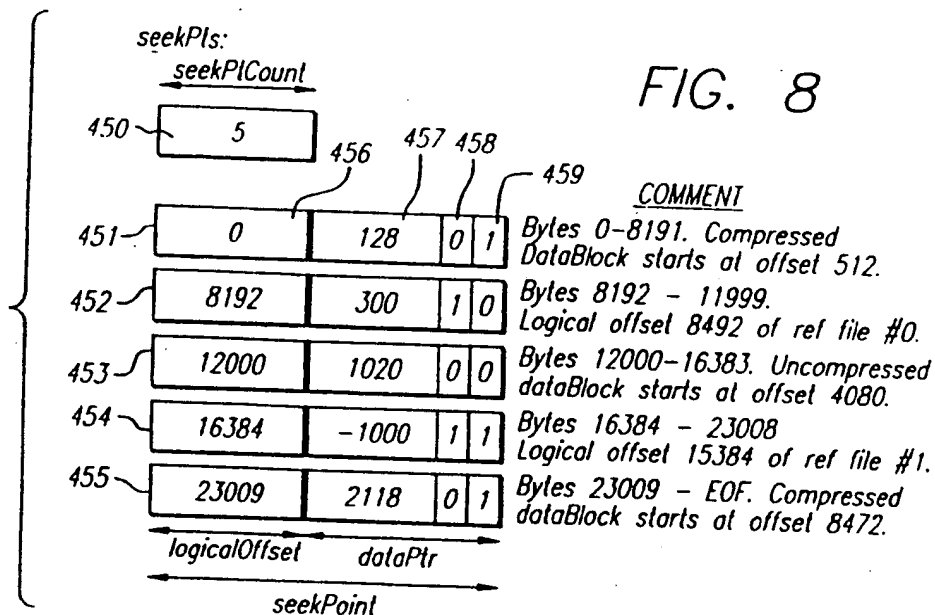 seekPts:
seekPtCount
FIG. 8
450
5
456
457
458
459
COMMENT
451
0
128
0
1
Bytes 0-8191. Compressed
DataBlock starts at offset 512.
452
8192
300
1
0
Bytes 8192 - 11999.
Logical offset 8492 of ref file #0.
453
12000
1020
0
0
Bytes 12000-16383. Uncompressed
dataBlock starts at offset 4080.
454
16384
-1000
1
1
Bytes 16384 - 23008
Logical offset 15384 of ref file #1.
455
23009
2118
0
1
Bytes 23009 - EOF. Compressed
dataBlock starts at offset 8472.
logicalOffset
dataPtr
seekPoint